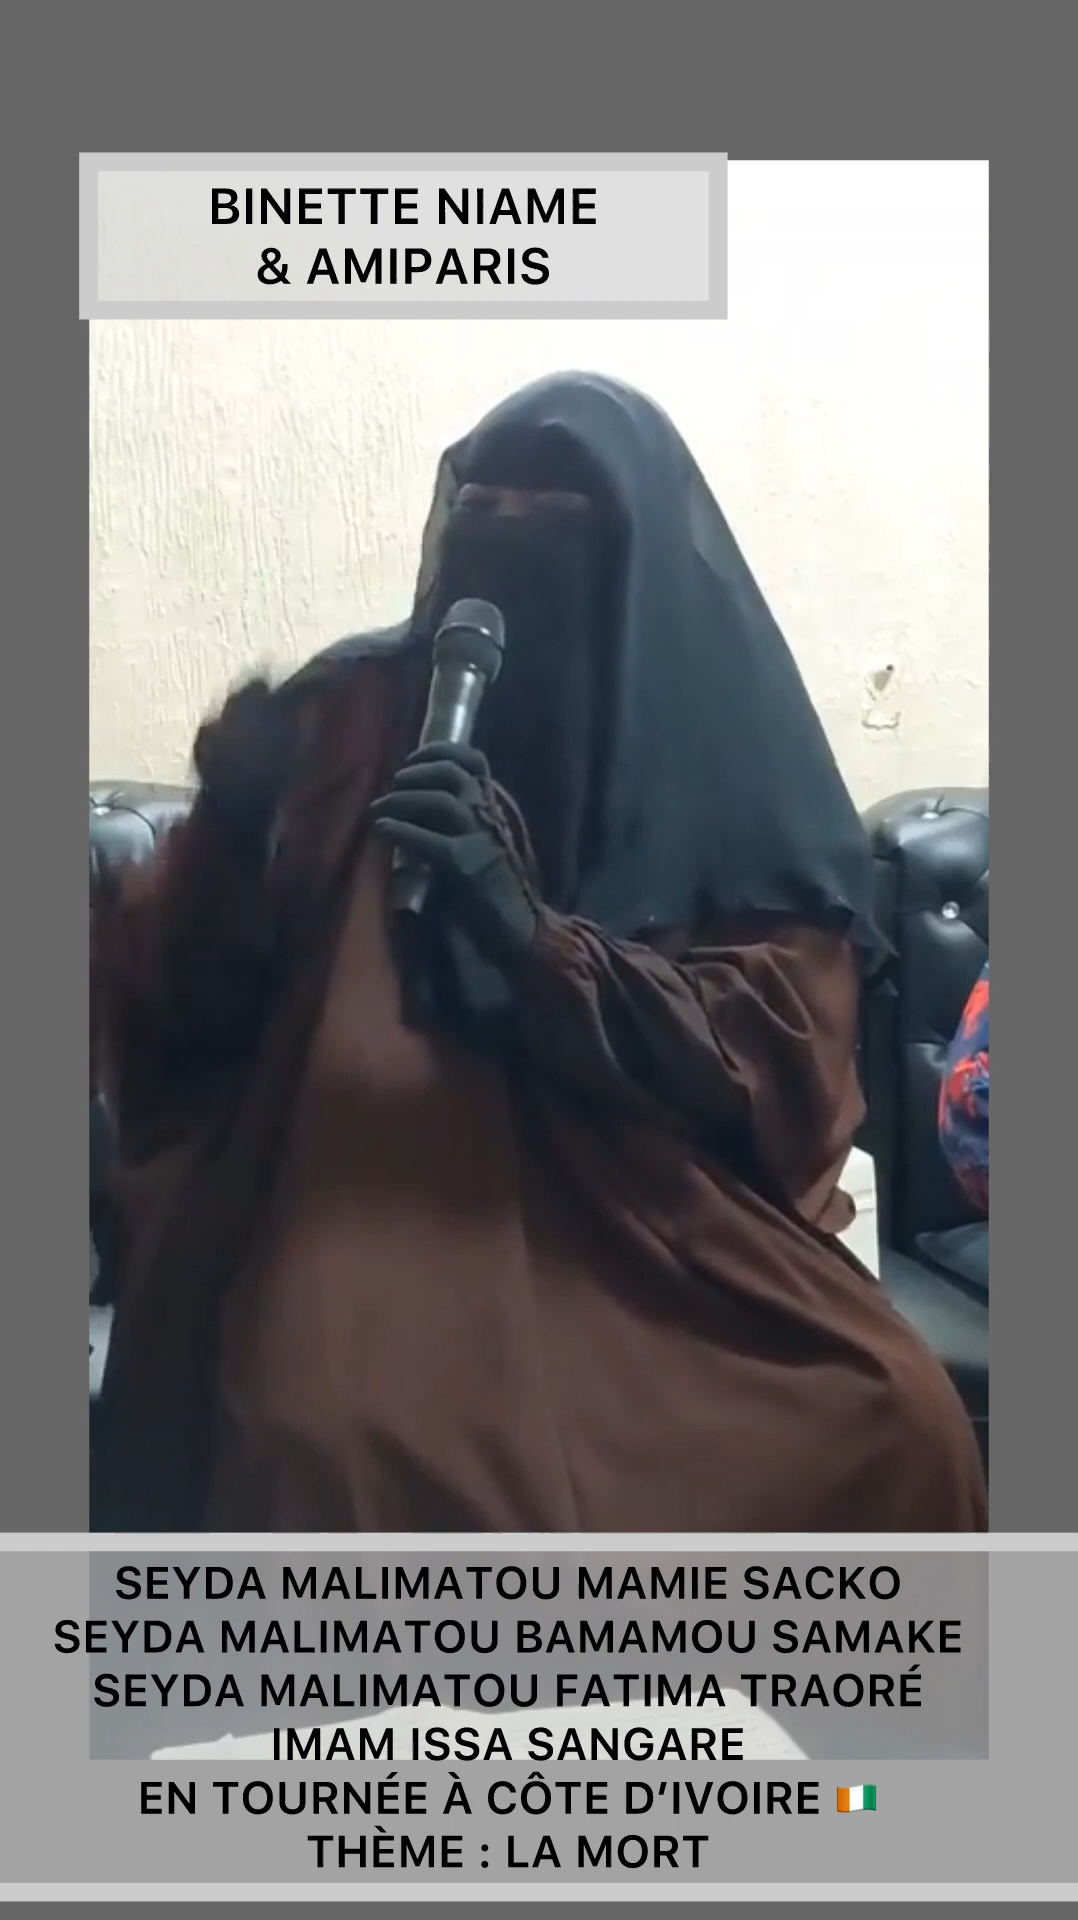 BINETTE NIAME
& AMIPARIS
SEYDA MALIMATOU MAMIE SACKO
SEYDA MALIMATOU BAMAMOU SAMAKE
SEYDA MALIMATOU FATIMA TRAORÉ
IMAM ISSA SANGARE
EN TOURNÉE À CÔTE D’IVOIRE 🇨🇮
THÈME : LA MORT